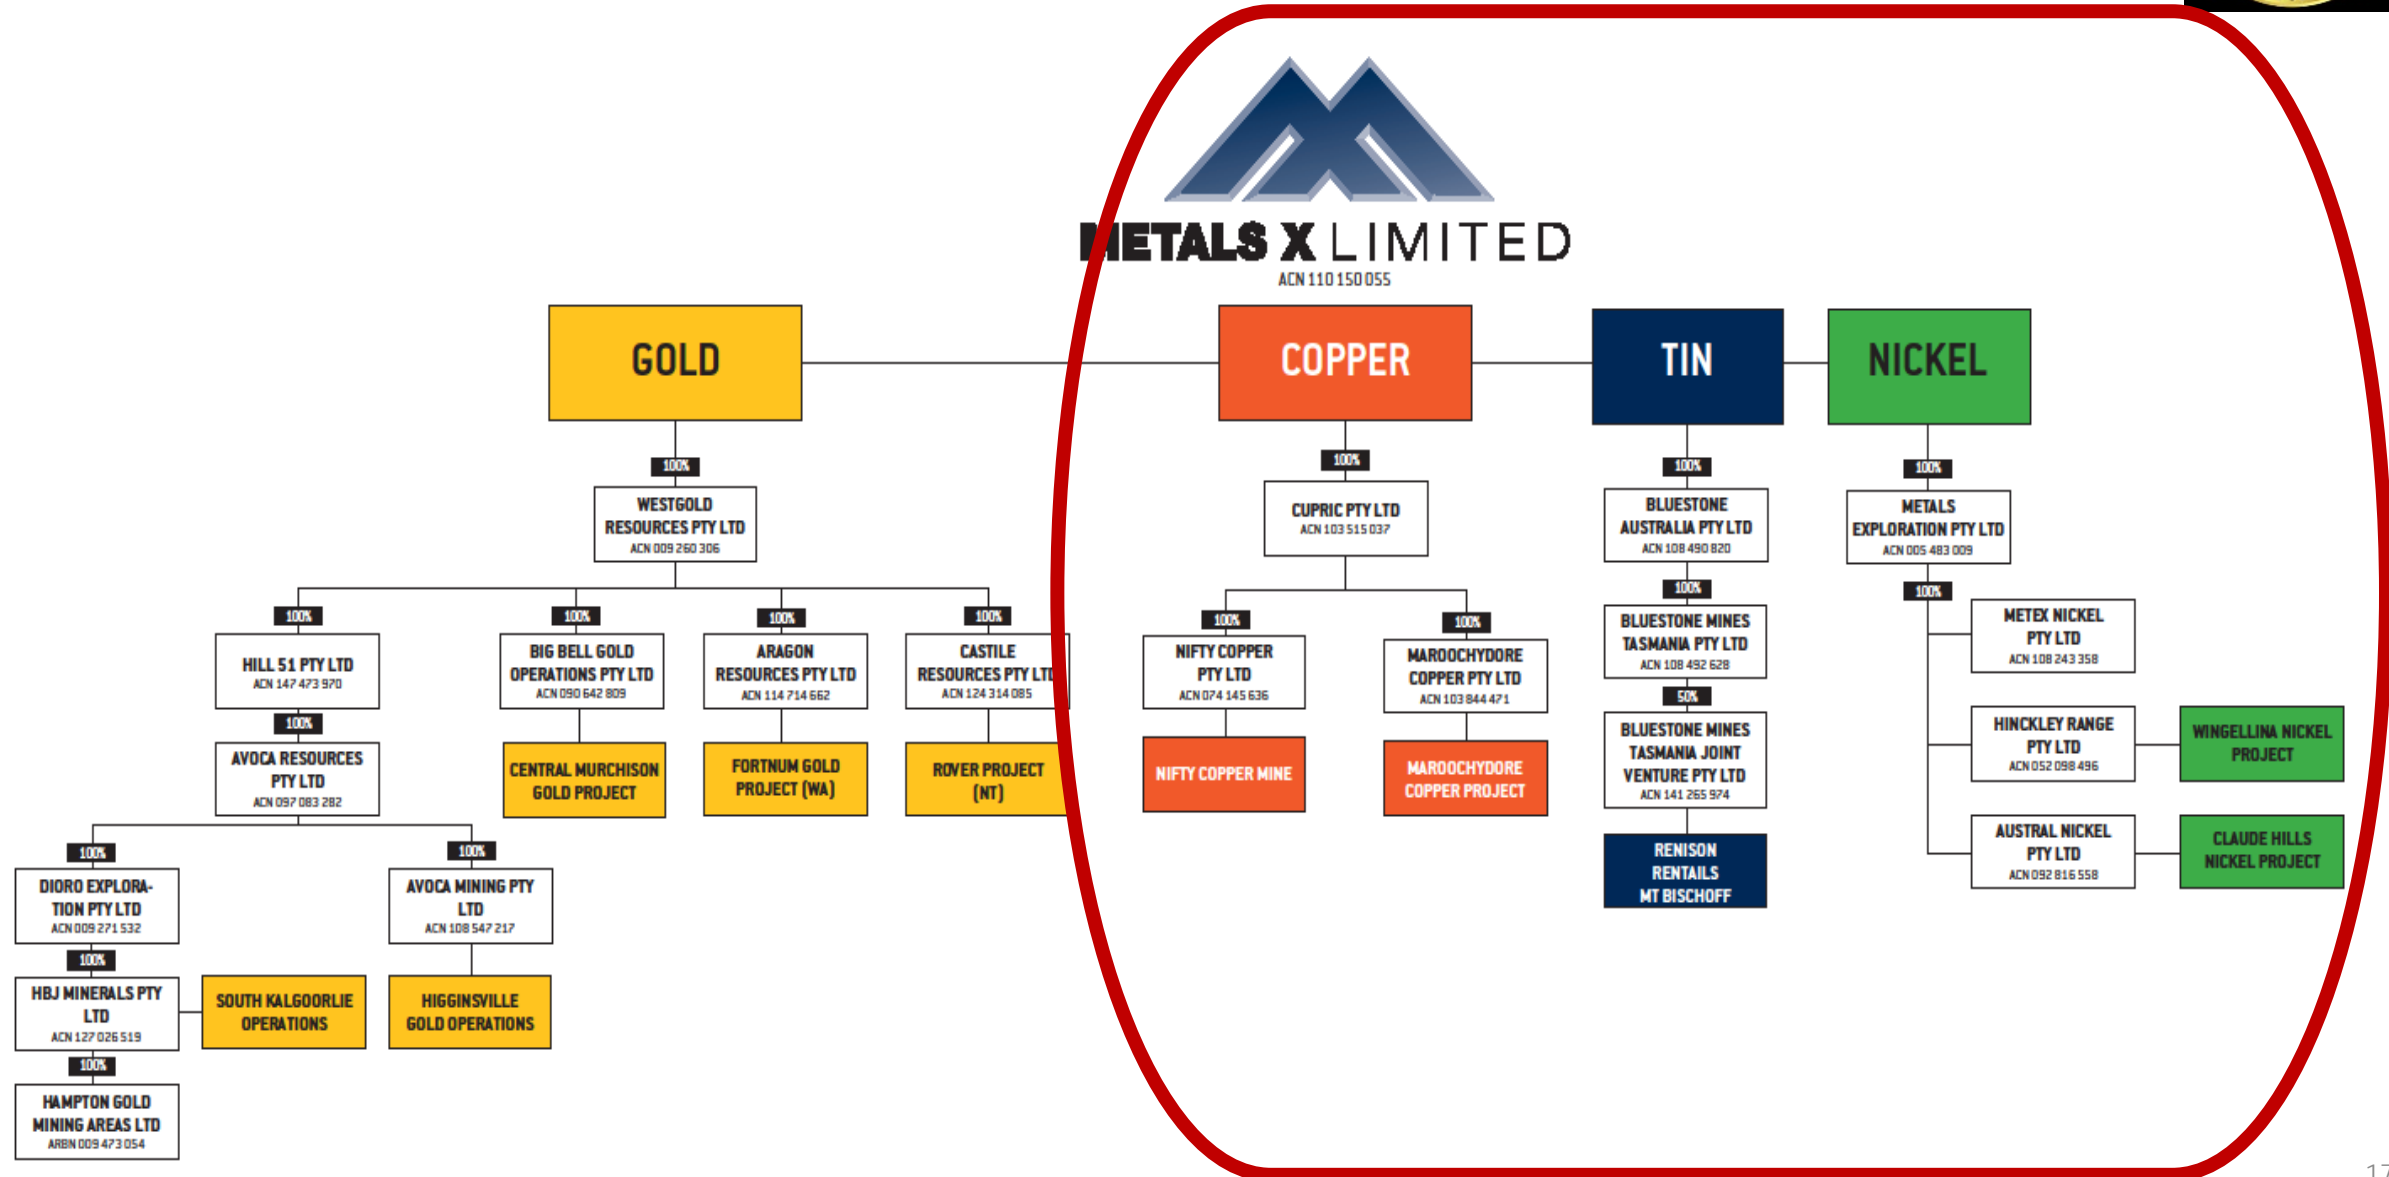 METALS X LIMITED
ACN 110 150 055
GOLD
COPPER
TIN
NICKEL
100%
WESTGOLD
RESOURCES PTY LTD
ACN 009 260 306
100%
HILL 51 PTY LTD
ACN 147 473 970
100%
AVOCA RESOURCES
PTY LTD
ACN 097 083 282
100%
DIORO EXPLORA-
TION PTY LTD
ACN 009 271 532
100%
HBJ MINERALS PTY
LTD
ACN 127 026 519
SOUTH KALGOORLIE
OPERATIONS
100%
HAMPTON GOLD
MINING AREAS LTD
ARBN 009 473 054
100%
AVOCA MINING PTY
LTD
ACN 108 547 217
HIGGINSVILLE
GOLD OPERATIONS
100%
BIG BELL GOLD
OPERATIONS PTY LTD
ACN 090 642 809
CENTRAL MURCHISON
GOLD PROJECT
100%
ARAGON
RESOURCES PTY LTD
ACN 114 714 662
FORTNUM GOLD
PROJECT (WA)
100%
CASTILE
RESOURCES PTY LTD
ACN 124 314 085
ROVER PROJECT
(NT)
100%
CUPRIC PTY LTD
ACN 103 515 037
100%
NIFTY COPPER
PTY LTD
ACN 074 145 636
NIFTY COPPER MINE
100%
MAROOCHYDORE
COPPER PTY LTD
ACN 103 844 471
MAROOCHYDORE
COPPER PROJECT
100%
BLUESTONE
AUSTRALIA PTY LTD
ACN 108 490 820
100%
BLUESTONE MINES
TASMANIA PTY LTD
ACN 108 492 628
50%
BLUESTONE MINES
TASMANIA JOINT
VENTURE PTY LTD
ACN 141 265 974
RENISON
RENTAILS
MT BISCHOFF
100%
METALS
EXPLORATION PTY LTD
ACN 005 483 009
100%
METEX NICKEL
PTY LTD
ACN 108 243 358
HINCKLEY RANGE
PTY LTD
ACN 052 098 496
WINGELLINA NICKEL
PROJECT
AUSTRAL NICKEL
PTY LTD
ACN 092 816 558
CLAUDE HILLS
NICKEL PROJECT
17